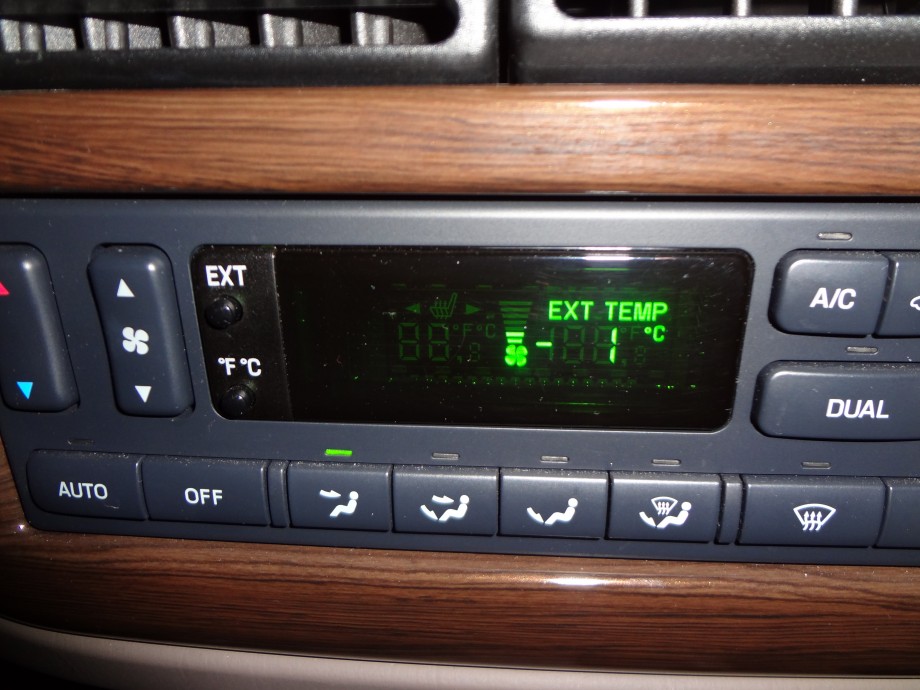 EXT
°F °C
EXT TEMP
- 1 °C
A/C
DUAL
AUTO
OFF